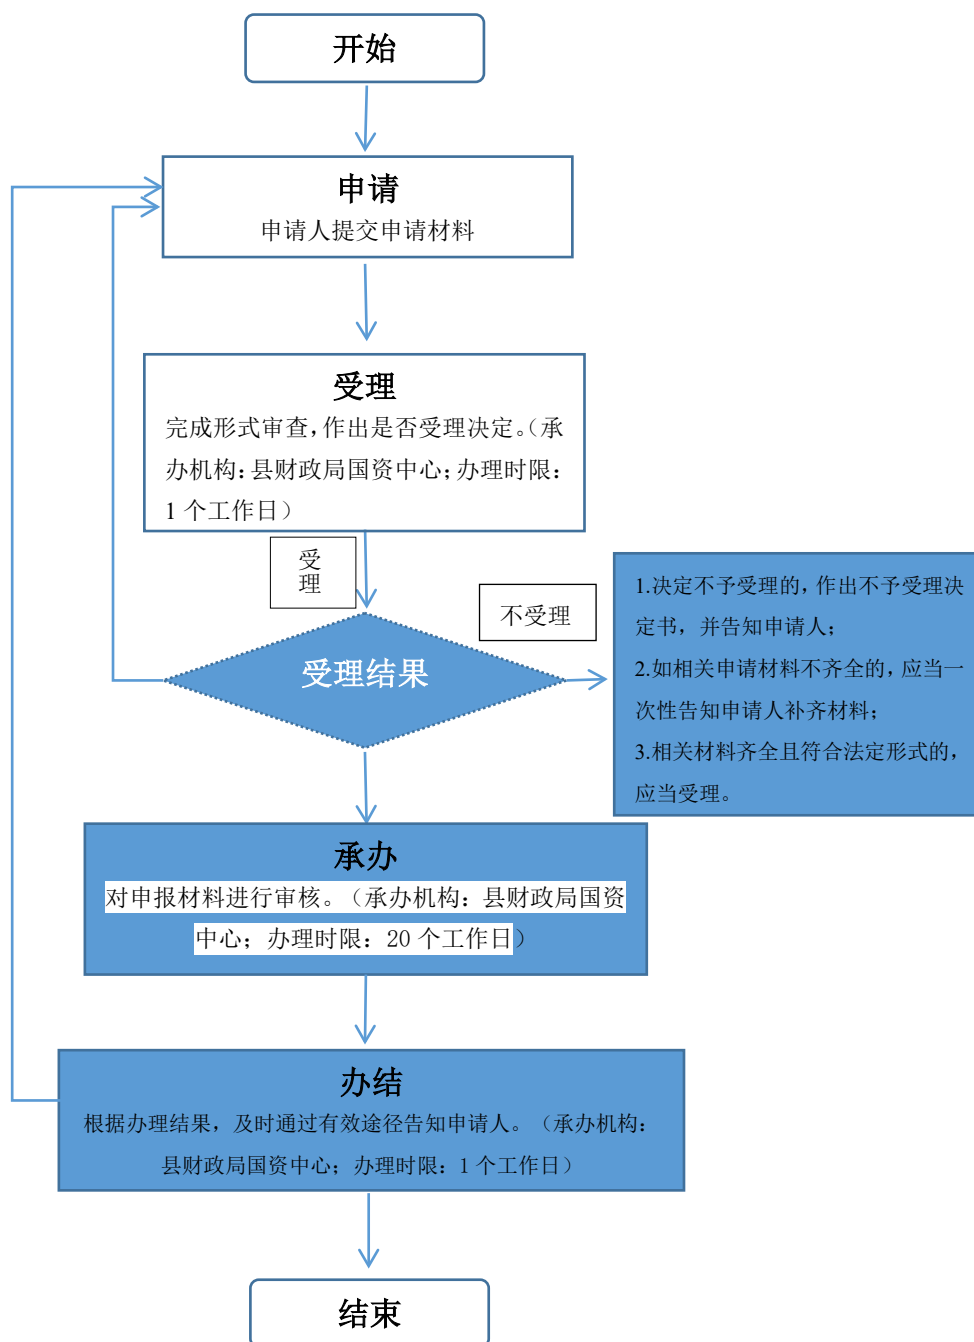 开始
申请
申请人提交申请材料
受理
完成形式审查，作出是否受理决定。（承
办机构：县财政局国资中心；办理时限：
1 个工作日）
受
理
不受理
受理结果
1.决定不予受理的，作出不予受理决
定书，并告知申请人；
2.如相关申请材料不齐全的，应当一
次性告知申请人补齐材料；
3.相关材料齐全且符合法定形式的，
应当受理。
承办
对申报材料进行审核。（承办机构：县财政局国资
中心；办理时限：20 个工作日）
办结
根据办理结果，及时通过有效途径告知申请人。（承办机构：
县财政局国资中心；办理时限：1 个工作日）
结束